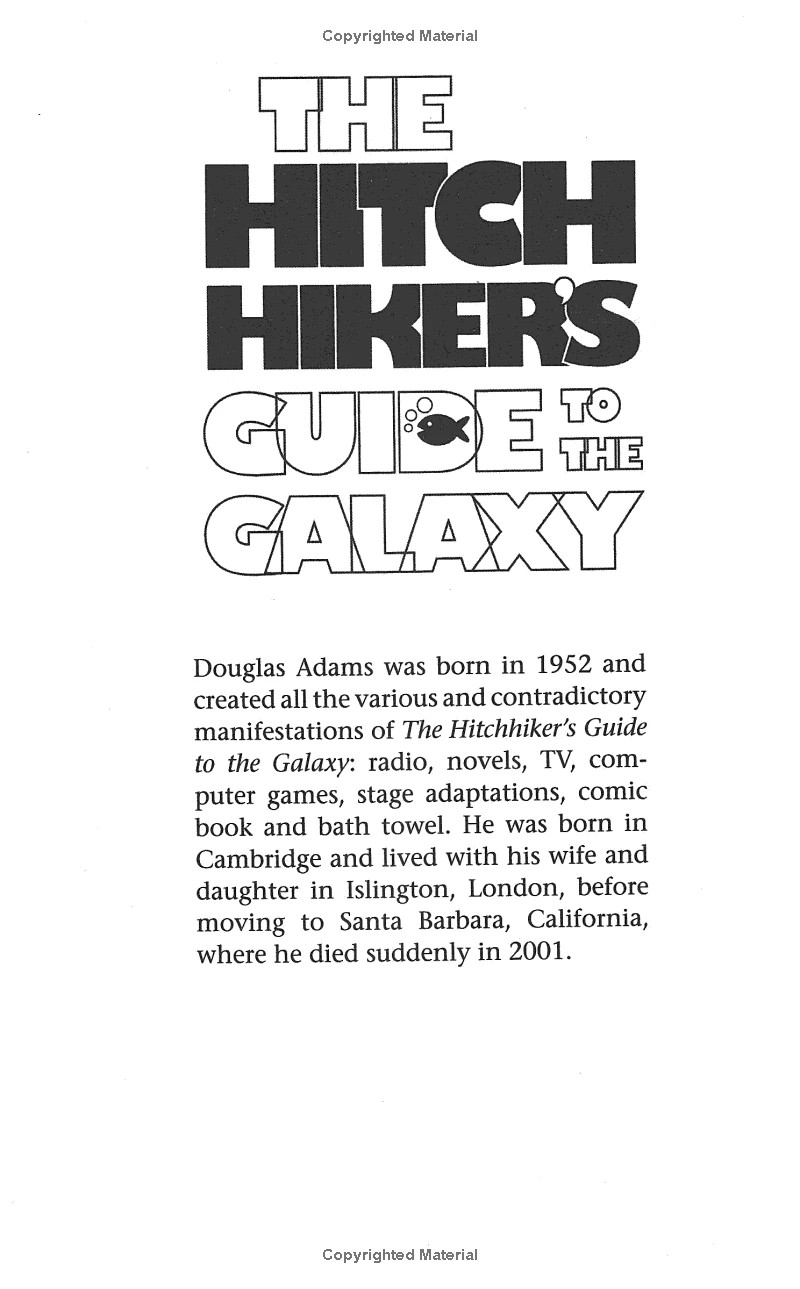 Copyrighted Material
THE
HITCH
HIKER'S
GUIDE TO THE
GALAXY
Douglas Adams was born in 1952 and
created all the various and contradictory
manifestations of The Hitchhiker's Guide
to the Galaxy: radio, novels, TV, com-
puter games, stage adaptations, comic
book and bath towel. He was born in
Cambridge and lived with his wife and
daughter in Islington, London, before
moving to Santa Barbara, California,
where he died suddenly in 2001.
Copyrighted Material